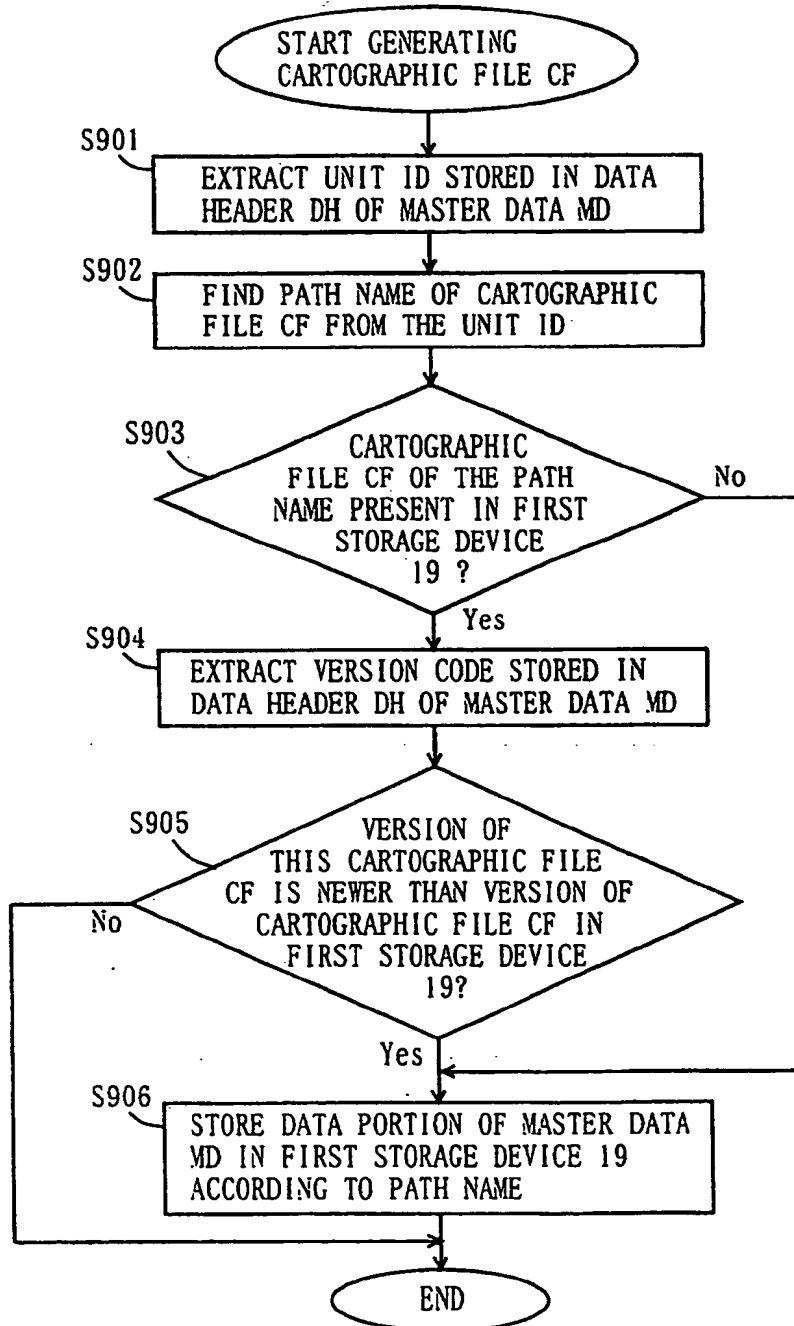 START GENERATING
CARTOGRAPHIC FILE CF
S901
EXTRACT UNIT ID STORED IN DATA
HEADER DH OF MASTER DATA MD
S902
FIND PATH NAME OF CARTOGRAPHIC
FILE CF FROM THE UNIT ID
S903
CARTOGRAPHIC
FILE CF OF THE PATH
NAME PRESENT IN FIRST
STORAGE DEVICE
19 ?
No
Yes
S904
EXTRACT VERSION CODE STORED IN
DATA HEADER DH OF MASTER DATA MD
S905
VERSION OF
THIS CARTOGRAPHIC FILE
CF IS NEWER THAN VERSION OF
CARTOGRAPHIC FILE CF IN
FIRST STORAGE DEVICE
19?
No
Yes
S906
STORE DATA PORTION OF MASTER DATA
MD IN FIRST STORAGE DEVICE 19
ACCORDING TO PATH NAME
END